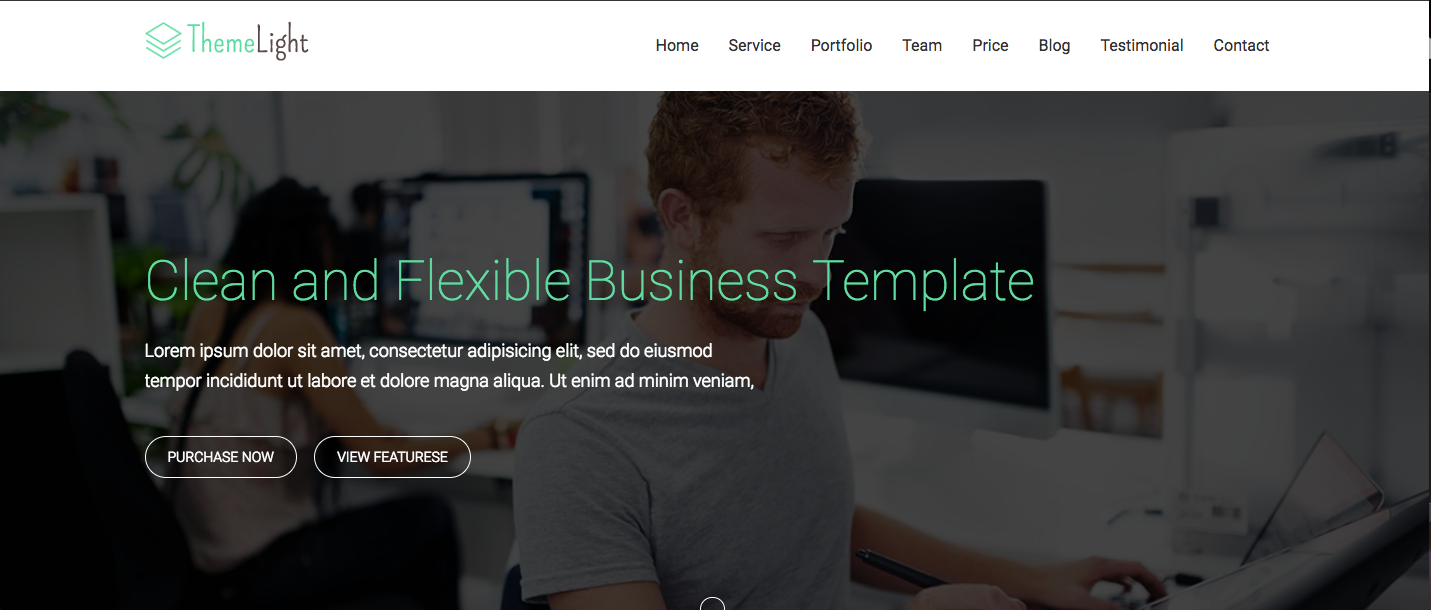 ThemeLight
Home Service Portfolio Team Price Blog Testimonial Contact
Clean and Flexible Business Template
Lorem ipsum dolor sit amet, consectetur adipisicing elit, sed do eiusmod
tempor incididunt ut labore et dolore magna aliqua. Ut enim ad minim veniam,
PURCHASE NOW VIEW FEATURESE